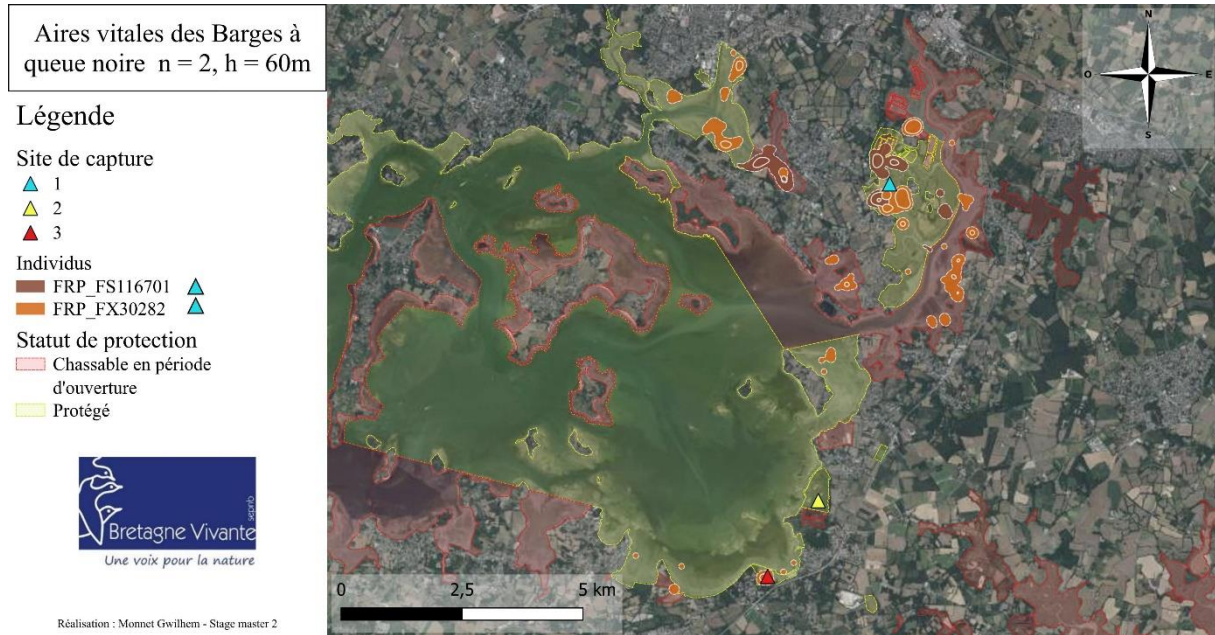 Aires vitales des Barges à
queue noire n = 2, h = 60m
Légende
Site de capture
1
2
3
Individus
FRP_FS116701
FRP_FX30282
Statut de protection
Chassable en période
d'ouverture
Protégé
Bretagne Vivante
sepnb
Une voix pour la nature
Réalisation : Monnet Gwilhem - Stage master 2
N
O
E
S
0
2,5
5 km